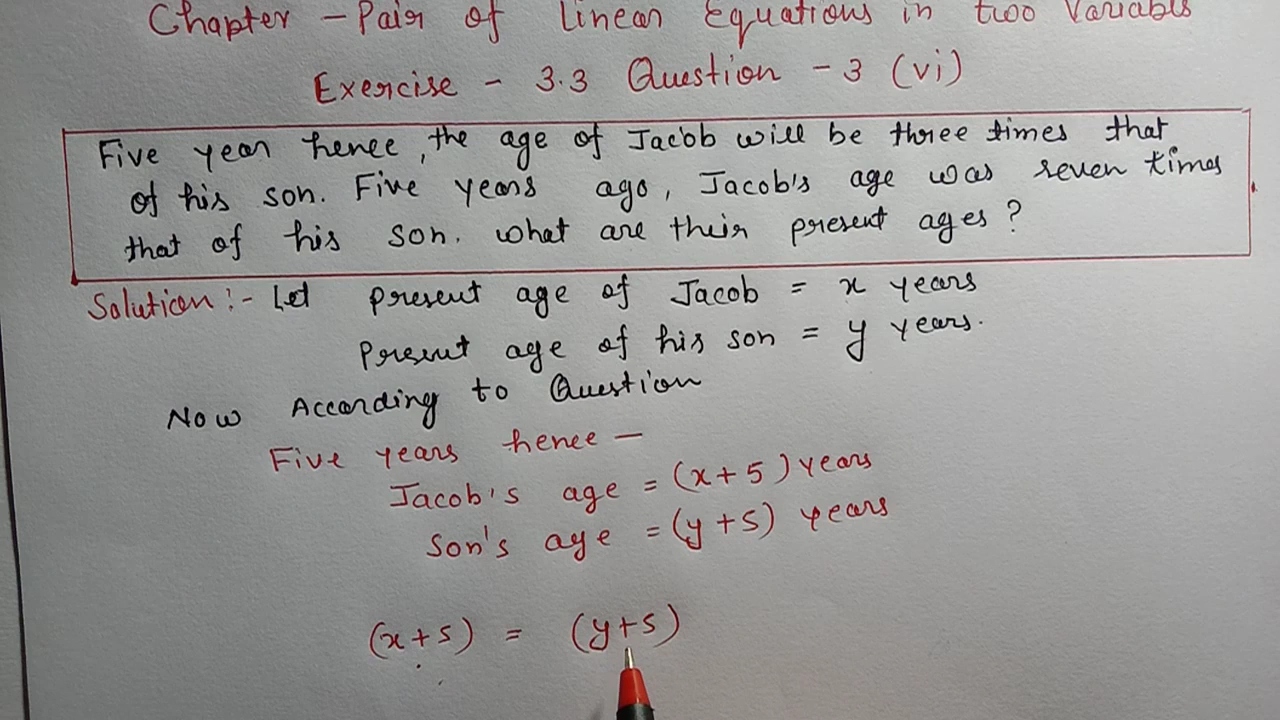 Chapter - Pair of linear Equations in two Variables
Exercise - 3.3 Question - 3 (vi)
Five year hence, the age of Jacob will be three times that
of his son. Five years ago, Jacob's age was seven times
that of his son. what are their present ages?
Solution :- Let present age of Jacob = x years
Present age of his son = y years.
Now According to Question
Five years hence —
Jacob's age = (x+5) years
Son's age = (y+5) years
(x+5) = (y+5)